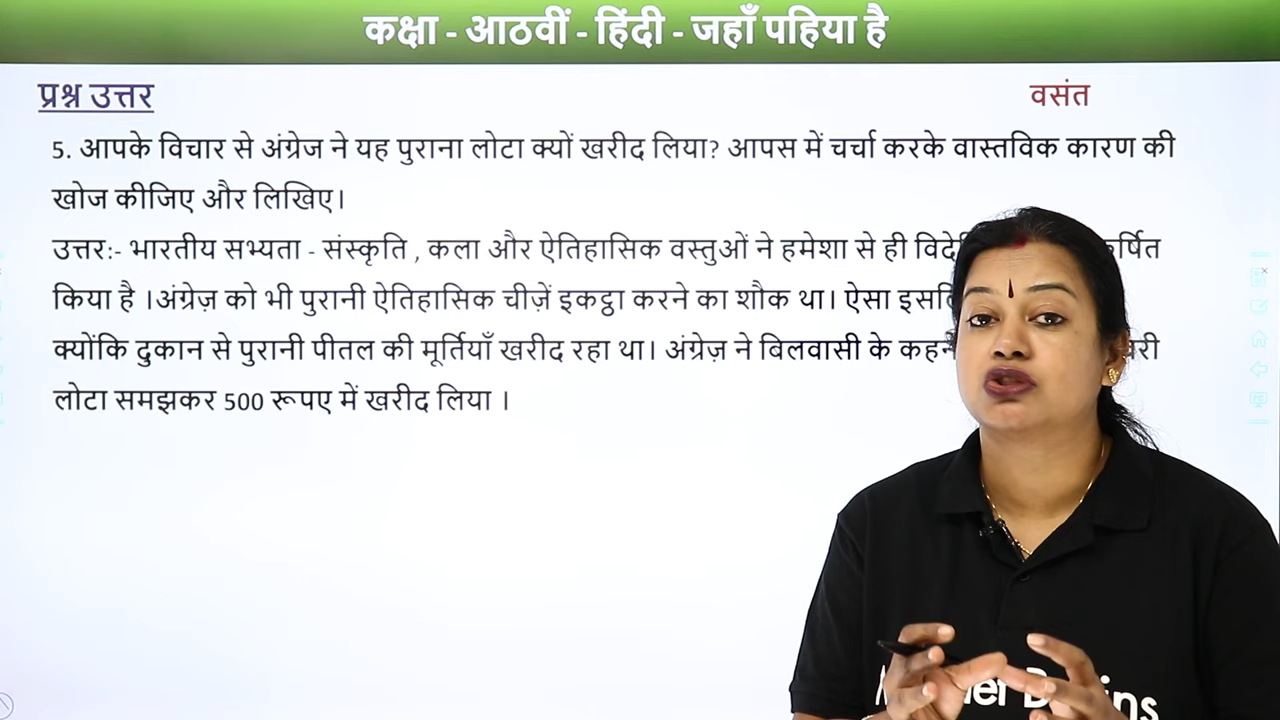 कक्षा - आठवीं - हिंदी - जहाँ पहिया है
प्रश्न उत्तर
वसंत
5. आपके विचार से अंग्रेज ने यह पुराना लोटा क्यों खरीद लिया? आपस में चर्चा करके वास्तविक कारण की
खोज कीजिए और लिखिए।
उत्तर:- भारतीय सभ्यता - संस्कृति , कला और ऐतिहासिक वस्तुओं ने हमेशा से ही
किया है ।अंग्रेज़ को भी पुरानी ऐतिहासिक चीज़ें इकट्ठा करने का शौक था। ऐसा
क्योंकि दुकान से पुरानी पीतल की मूर्तियाँ खरीद रहा था। अंग्रेज़ ने बिलवासी के
लोटा समझकर 500 रूपए में खरीद लिया ।